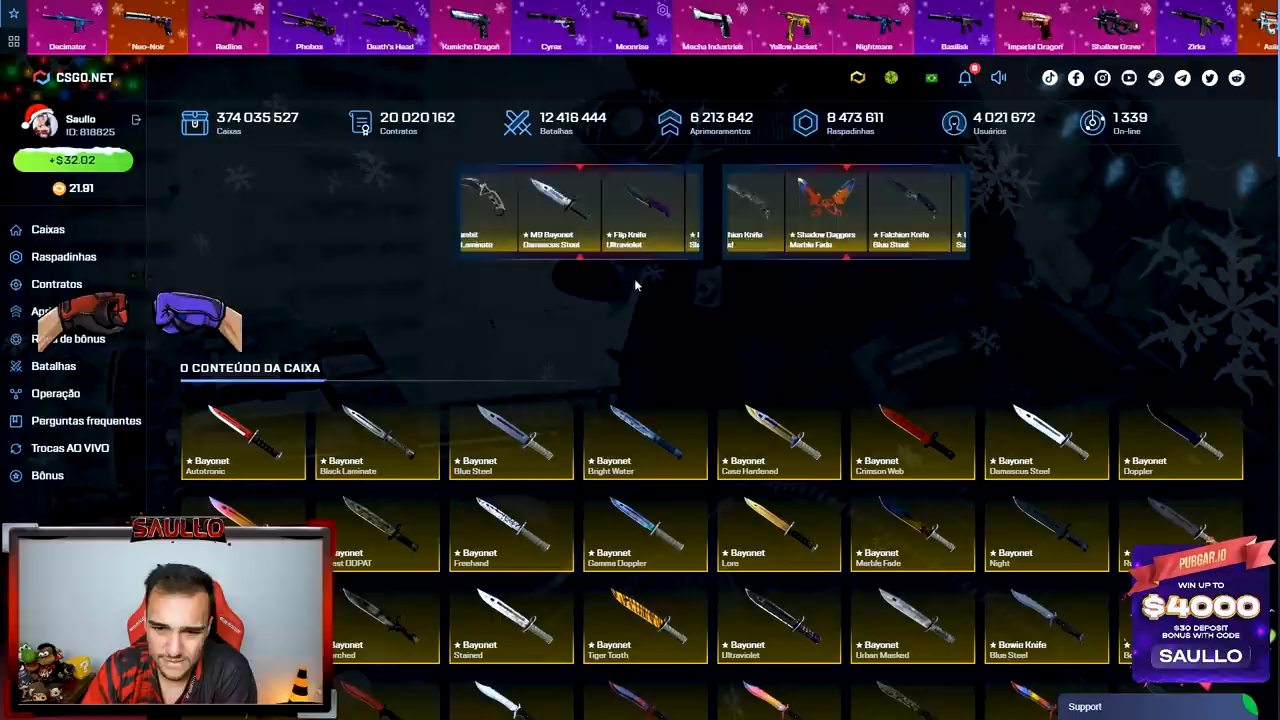 Decimator
Neo-Noir
Redline
Phobos
Death's Head
Kumicho Dragon
Cyrex
Moonrise
Mecha Industries
Yellow Jacket
Nightmare
Basilisk
Imperial Dragon
Shallow Grave
Zirka
CSGO.NET
Saullo
ID: 818825
+$32.02
21.91
374 035 527
Caixas
20 020 162
Contratos
12 416 444
Batalhas
6 213 842
Aprimoramentos
8 473 611
Raspadinhas
4 021 672
Usuários
1 339
On-line
Caixas
Raspadinhas
Contratos
de bônus
Batalhas
Operação
Perguntas frequentes
Trocas AO VIVO
Bônus
★ M9 Bayonet
Damascus Steel
★ Flip Knife
Ultraviolet
★ Shadow Daggers
Marble Fade
★ Falchion Knife
Blue Steel
O CONTEÚDO DA CAIXA
★ Bayonet
Autotronic
★ Bayonet
Black Laminate
★ Bayonet
Blue Steel
★ Bayonet
Bright Water
★ Bayonet
Case Hardened
★ Bayonet
Crimson Web
★ Bayonet
Damascus Steel
★ Bayonet
Doppler
ayonet
est DDPAT
★ Bayonet
Freehand
★ Bayonet
Gamma Doppler
★ Bayonet
Lore
★ Bayonet
Marble Fade
★ Bayonet
Night
ayonet
rched
★ Bayonet
Stained
★ Bayonet
Tiger Tooth
★ Bayonet
Ultraviolet
★ Bayonet
Urban Masked
★ Bowie Knife
Blue Steel
SAULLO
PUBGAR.IO
WIN UP TO
$4000
$30 DEPOSIT
BONUS WITH CODE
SAULLO
Support